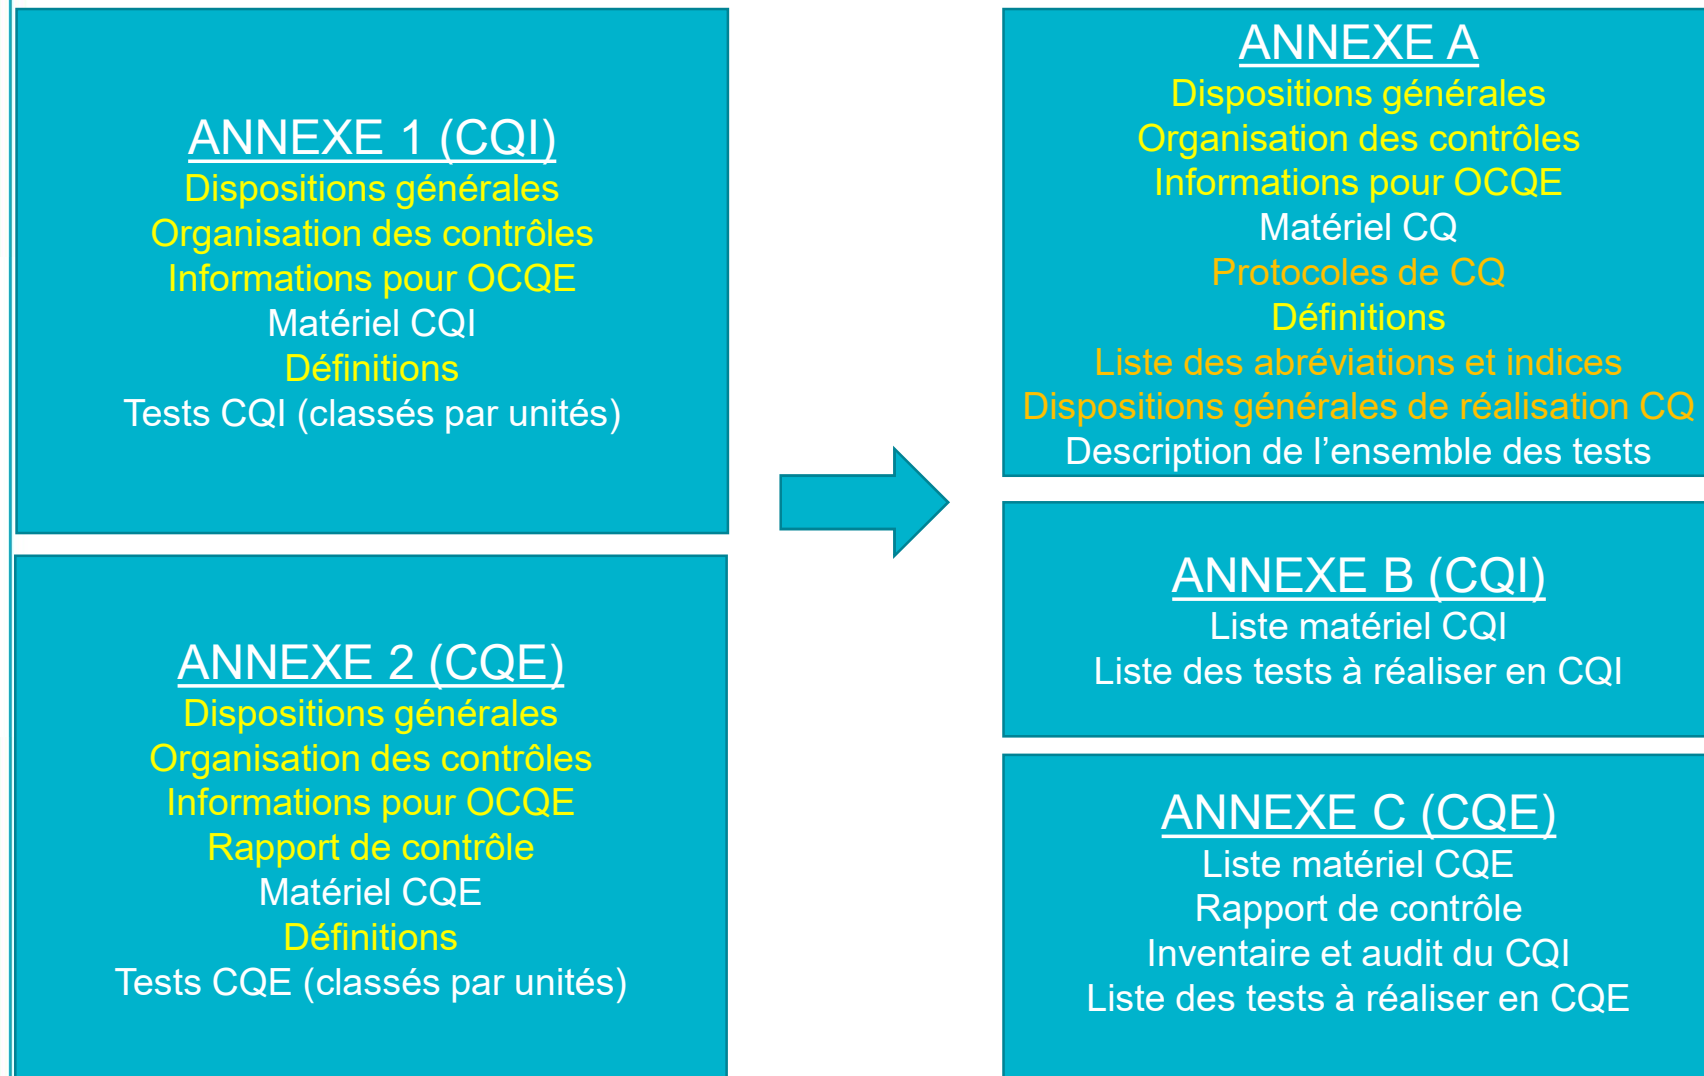 ANNEXE 1 (CQI)
Dispositions générales
Organisation des contrôles
Informations pour OCQE
Matériel CQI
Définitions
Tests CQI (classés par unités)
ANNEXE 2 (CQE)
Dispositions générales
Organisation des contrôles
Informations pour OCQE
Rapport de contrôle
Matériel CQE
Définitions
Tests CQE (classés par unités)
ANNEXE A
Dispositions générales
Organisation des contrôles
Informations pour OCQE
Matériel CQ
Protocoles de CQ
Définitions
Liste des abréviations et indices
Dispositions générales de réalisation CQ
Description de l’ensemble des tests
ANNEXE B (CQI)
Liste matériel CQI
Liste des tests à réaliser en CQI
ANNEXE C (CQE)
Liste matériel CQE
Rapport de contrôle
Inventaire et audit du CQI
Liste des tests à réaliser en CQE